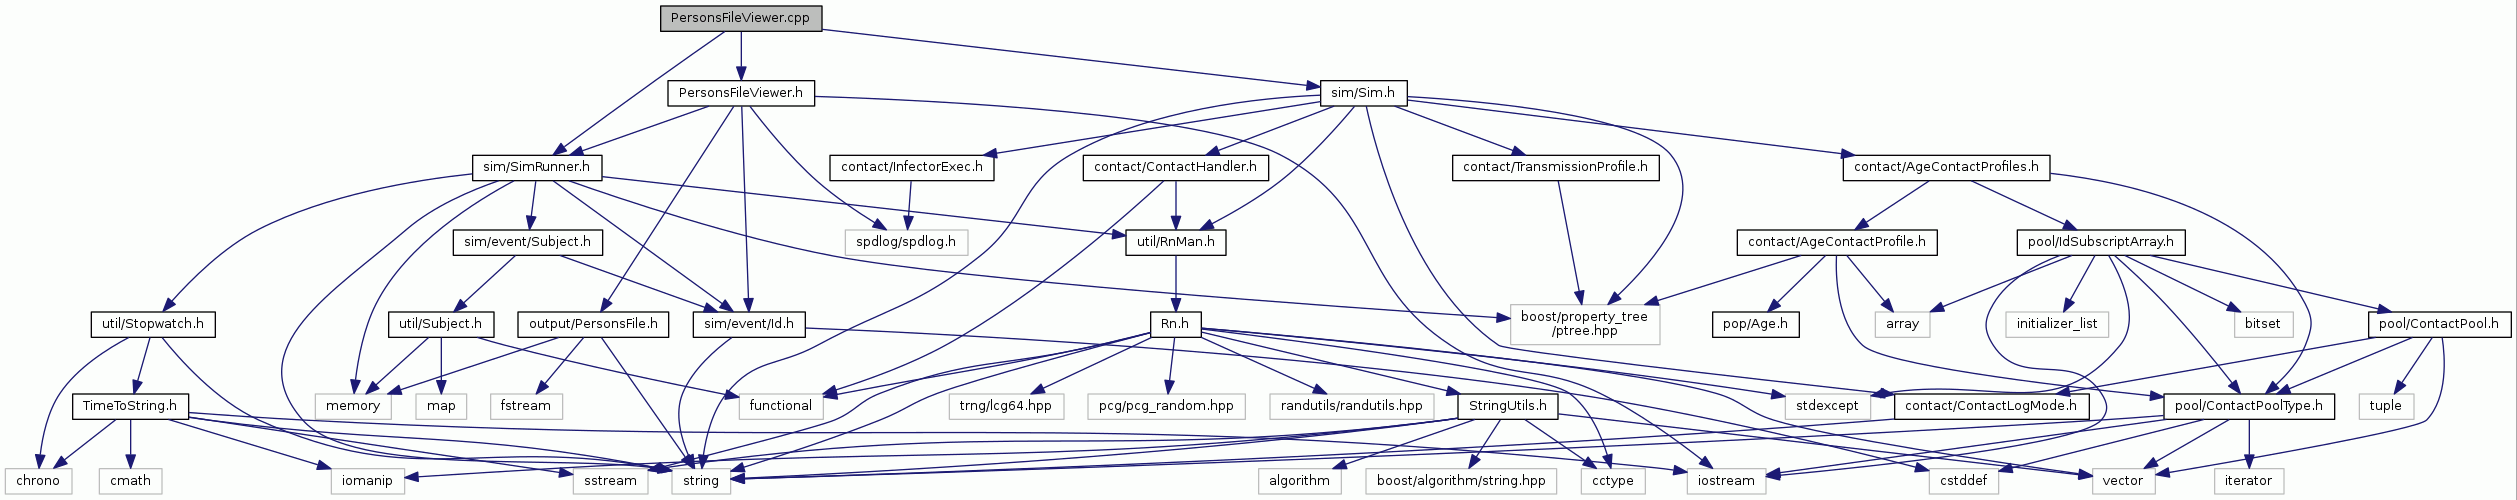 PersonsFileViewer.cpp
PersonsFileViewer.h
sim/Sim.h
sim/SimRunner.h
contact/InfectorExec.h
contact/ContactHandler.h
contact/TransmissionProfile.h
contact/AgeContactProfiles.h
sim/event/Subject.h
spdlog/spdlog.h
util/RnMan.h
contact/AgeContactProfile.h
pool/IdSubscriptArray.h
util/Stopwatch.h
util/Subject.h
output/PersonsFile.h
sim/event/Id.h
Rn.h
boost/property_tree
/ptree.hpp
pop/Age.h
array
initializer_list
bitset
pool/ContactPool.h
TimeToString.h
memory
map
fstream
functional
trng/lcg64.hpp
pcg/pcg_random.hpp
randutils/randutils.hpp
StringUtils.h
stdexcept
contact/ContactLogMode.h
pool/ContactPoolType.h
tuple
chrono
cmath
iomanip
sstream
string
algorithm
boost/algorithm/string.hpp
cctype
iostream
cstddef
vector
iterator